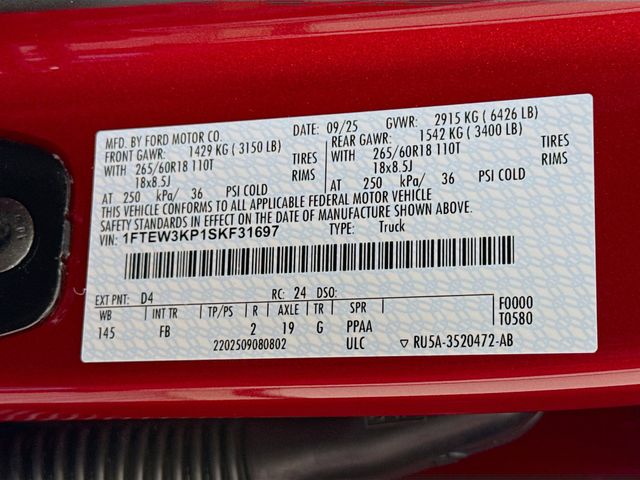 MFD. BY FORD MOTOR CO.
DATE: 09/25 GVWR: 2915 KG ( 6426 LB)
FRONT GAWR: 1429 KG ( 3150 LB) REAR GAWR: 1542 KG ( 3400 LB)
WITH 265/60R18 110T TIRES WITH 265/60R18 110T TIRES
18x8.5J RIMS 18x8.5J RIMS
AT 250 kPa/ 36 PSI COLD AT 250 kPa/ 36 PSI COLD
THIS VEHICLE CONFORMS TO ALL APPLICABLE FEDERAL MOTOR VEHICLE
SAFETY STANDARDS IN EFFECT ON THE DATE OF MANUFACTURE SHOWN ABOVE.
VIN: 1FTEW3KP1SKF31697 TYPE: Truck
EXT PNT: D4 RC: 24 DSO:
WB INT TR TP/PS R AXLE TR SPR F0000
145 FB 2 19 G PPAA T0580
2202509080802 ULC ▽ RU5A-3520472-AB